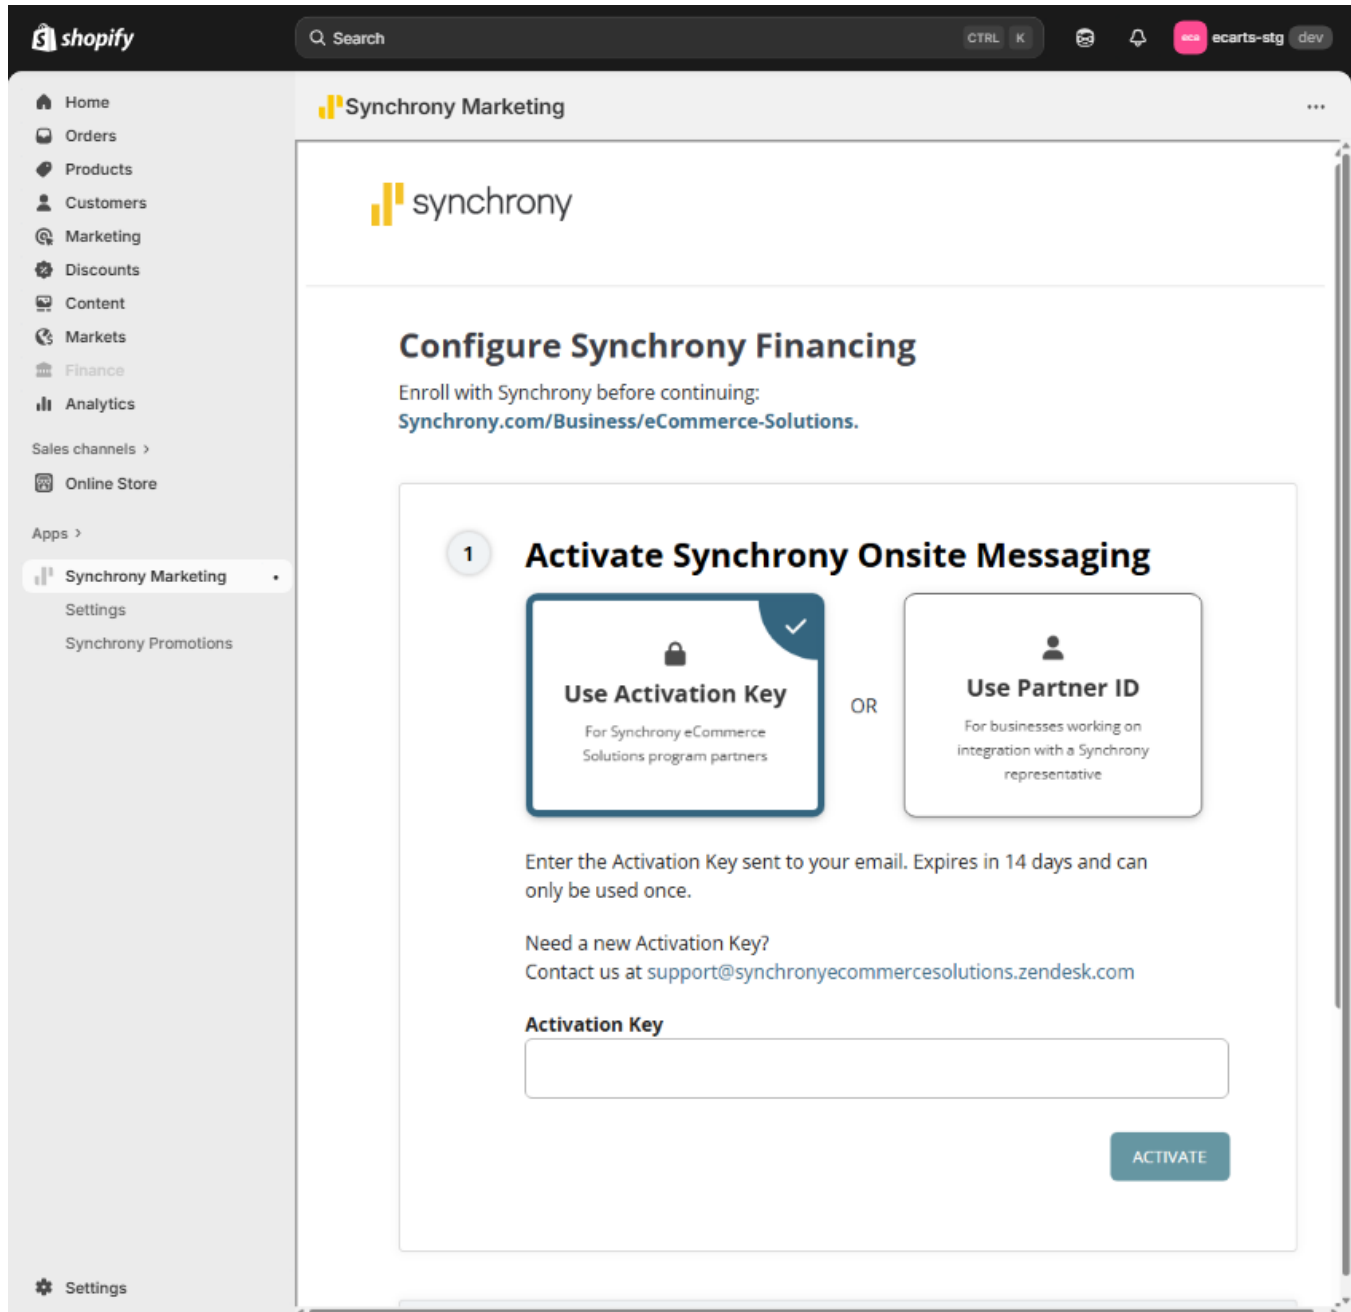 shopify
Search
CTRL K
eca
ecarts-stg dev
Home
Orders
Products
Customers
Marketing
Discounts
Content
Markets
Finance
Analytics
Sales channels >
Online Store
Apps >
Synchrony Marketing
Settings
Synchrony Promotions
Settings
Synchrony Marketing
synchrony
Configure Synchrony Financing
Enroll with Synchrony before continuing:
Synchrony.com/Business/eCommerce-Solutions.
1
Activate Synchrony Onsite Messaging
Use Activation Key
For Synchrony eCommerce
Solutions program partners
OR
Use Partner ID
For businesses working on
integration with a Synchrony
representative
Enter the Activation Key sent to your email. Expires in 14 days and can
only be used once.
Need a new Activation Key?
Contact us at support@synchronyecommercesolutions.zendesk.com
Activation Key
ACTIVATE